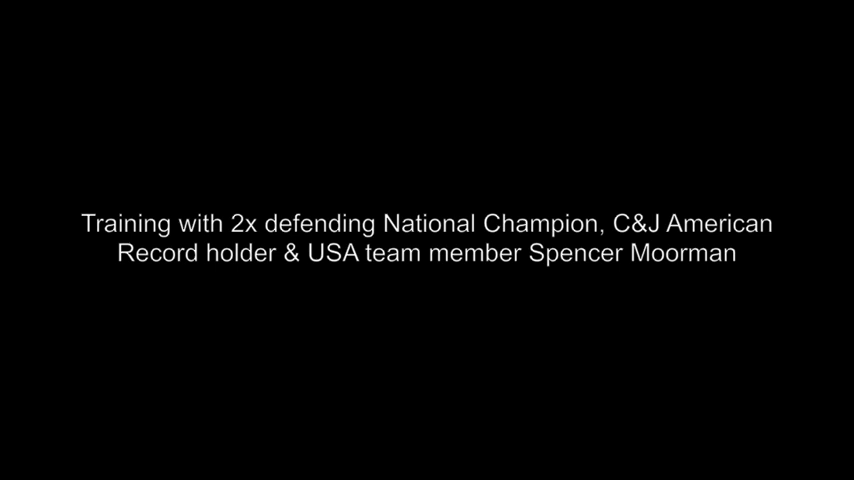 Training with 2x defending National Champion, C&J American
Record holder & USA team member Spencer Moorman